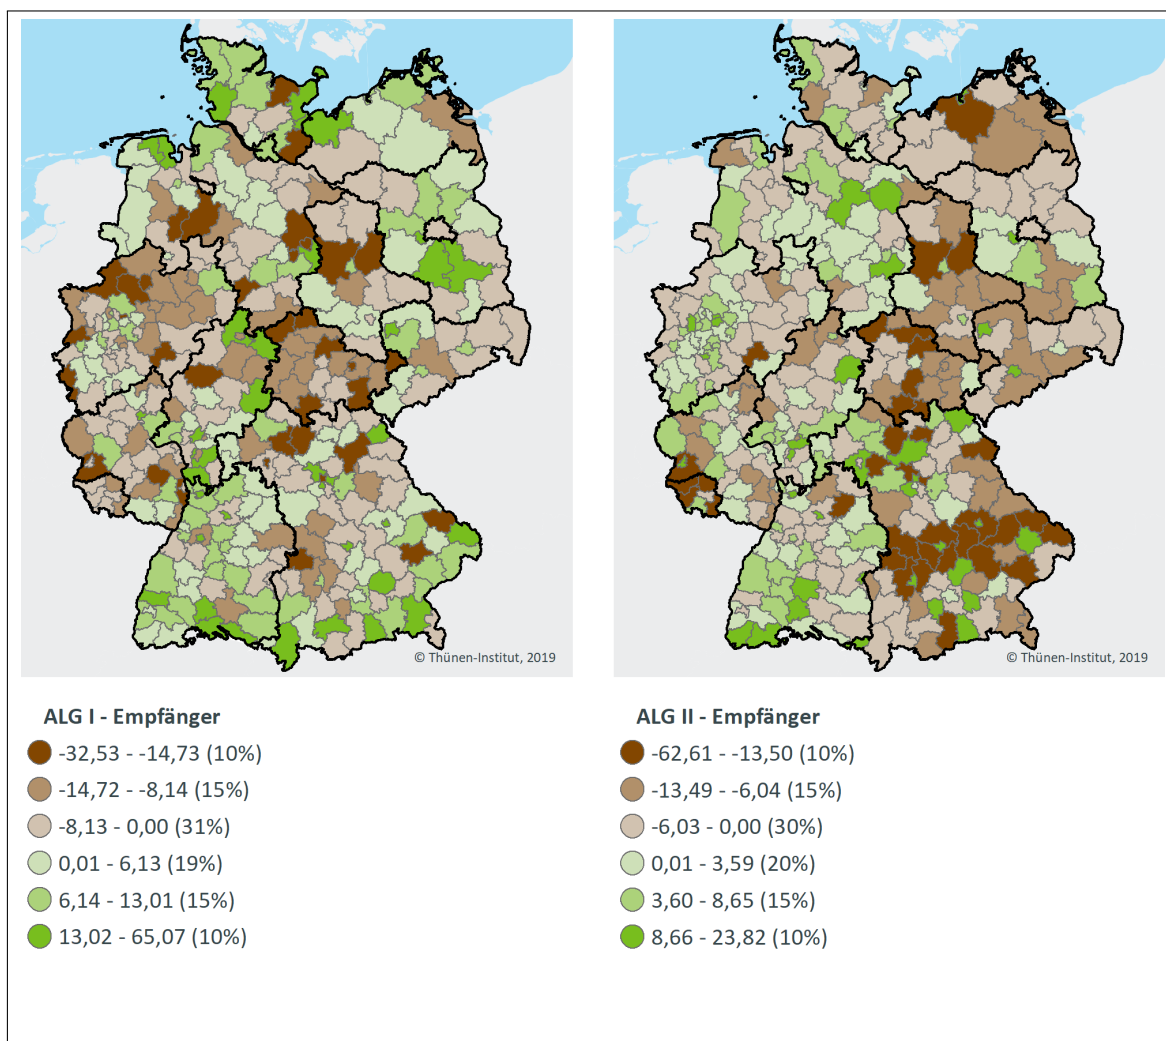 © Thünen-Institut, 2019
ALG I - Empfänger
-32,53 - -14,73 (10%)
-14,72 - -8,14 (15%)
-8,13 - 0,00 (31%)
0,01 - 6,13 (19%)
6,14 - 13,01 (15%)
13,02 - 65,07 (10%)
© Thünen-Institut, 2019
ALG II - Empfänger
-62,61 - -13,50 (10%)
-13,49 - -6,04 (15%)
-6,03 - 0,00 (30%)
0,01 - 3,59 (20%)
3,60 - 8,65 (15%)
8,66 - 23,82 (10%)